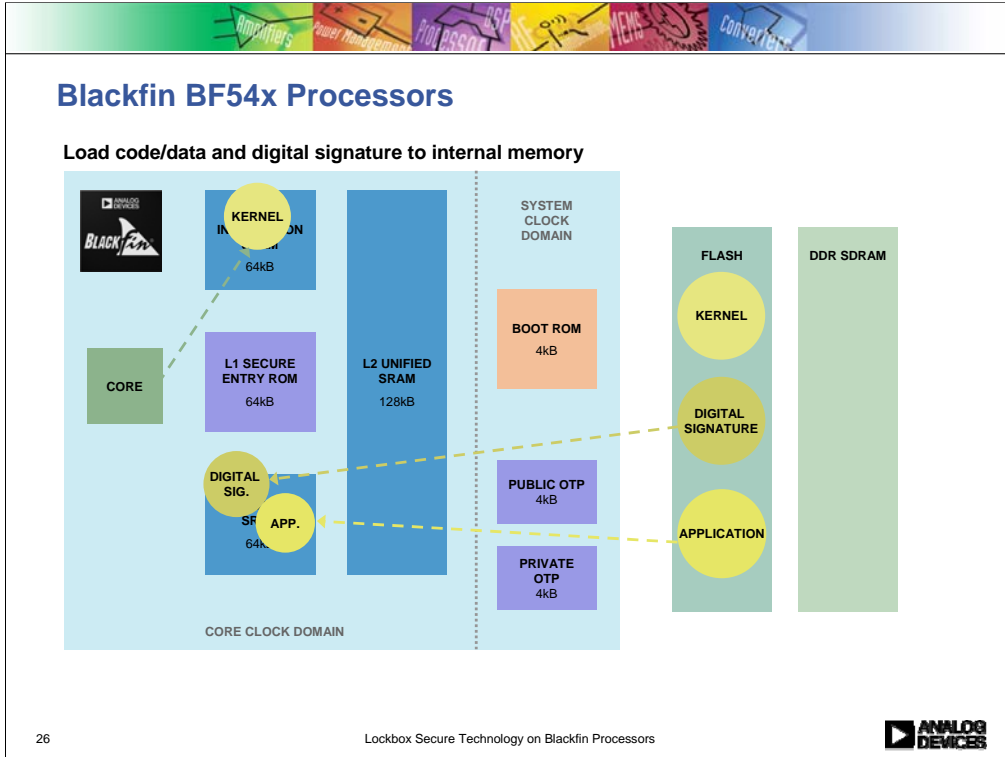 Amplifiers
Power Management
Processors
DSP
RF
MEMS
Converters
Blackfin BF54x Processors
Load code/data and digital signature to internal memory
ANALOG
DEVICES
BLACKfin
KERNEL
64kB
CORE
L1 SECURE
ENTRY ROM
64kB
DIGITAL
SIG.
APP.
L2 UNIFIED
SRAM
128kB
CORE CLOCK DOMAIN
SYSTEM
CLOCK
DOMAIN
BOOT ROM
4kB
PUBLIC OTP
4kB
PRIVATE
OTP
4kB
FLASH
KERNEL
DIGITAL
SIGNATURE
APPLICATION
DDR SDRAM
26
Lockbox Secure Technology on Blackfin Processors
ANALOG
DEVICES